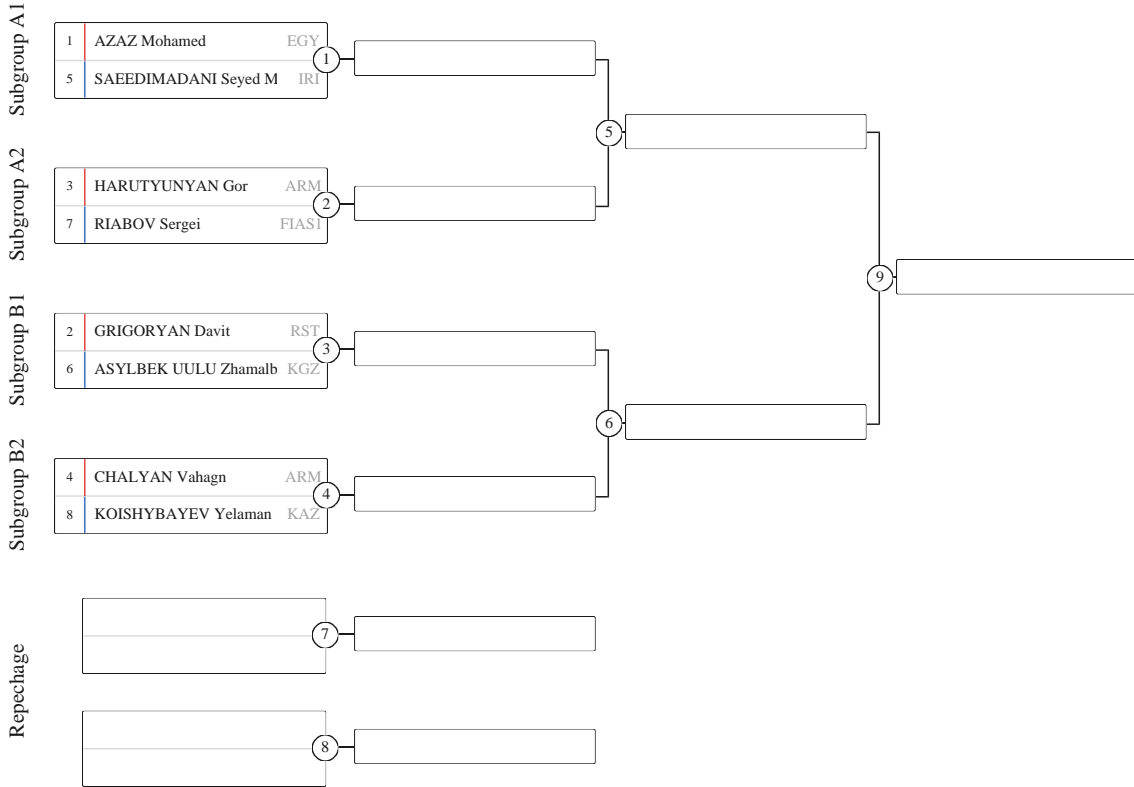 Subgroup A1
1 AZAZ Mohamed EGY
1
5 SAEEDIMADANI Seyed M IRI
5
Subgroup A2
3 HARUTYUNYAN Gor ARM
2
7 RIABOV Sergei FIAS1
9
Subgroup B1
2 GRIGORYAN Davit RST
3
6 ASYLBEK UULU Zhamalb KGZ
6
Subgroup B2
4 CHALYAN Vahagn ARM
4
8 KOISHYBAYEV Yelaman KAZ
Repechage
7
8